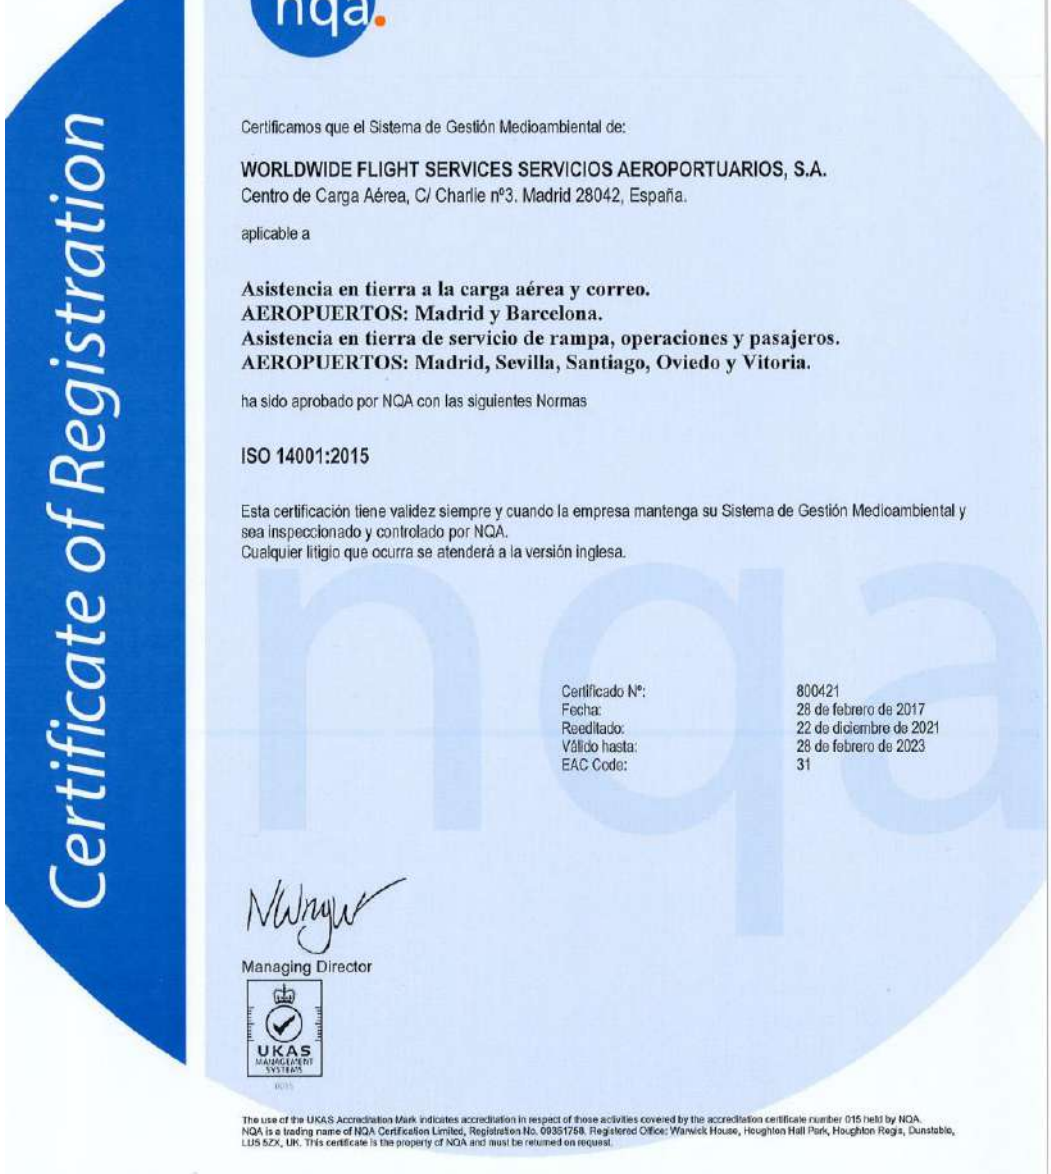 nqa.
Certificate of Registration
Certificamos que el Sistema de Gestión Medioambiental de:
WORLDWIDE FLIGHT SERVICES SERVICIOS AEROPORTUARIOS, S.A.
Centro de Carga Aérea, C/ Charlie nº3. Madrid 28042, España.
aplicable a
Asistencia en tierra a la carga aérea y correo.
AEROPUERTOS: Madrid y Barcelona.
Asistencia en tierra de servicio de rampa, operaciones y pasajeros.
AEROPUERTOS: Madrid, Sevilla, Santiago, Oviedo y Vitoria.
ha sido aprobado por NQA con las siguientes Normas
ISO 14001:2015
Esta certificación tiene validez siempre y cuando la empresa mantenga su Sistema de Gestión Medioambiental y
sea inspeccionado y controlado por NQA.
Cualquier litigio que ocurra se atenderá a la versión inglesa.
nqa
Certificado Nº: 800421
Fecha: 28 de febrero de 2017
Reeditado: 22 de diciembre de 2021
Válido hasta: 28 de febrero de 2023
EAC Code: 31
Managing Director
UKAS
MANAGEMENT
SYSTEMS
0015
The use of the UKAS Accreditation Mark indicates accreditation in respect of those activities covered by the accreditation certificate number 015 held by NQA.
NQA is a trading name of NQA Certification Limited, Registration No. 09351758. Registered Office: Warwick House, Houghton Hall Park, Houghton Regis, Dunstable,
LU5 5ZX, UK. This certificate is the property of NQA and must be returned on request.